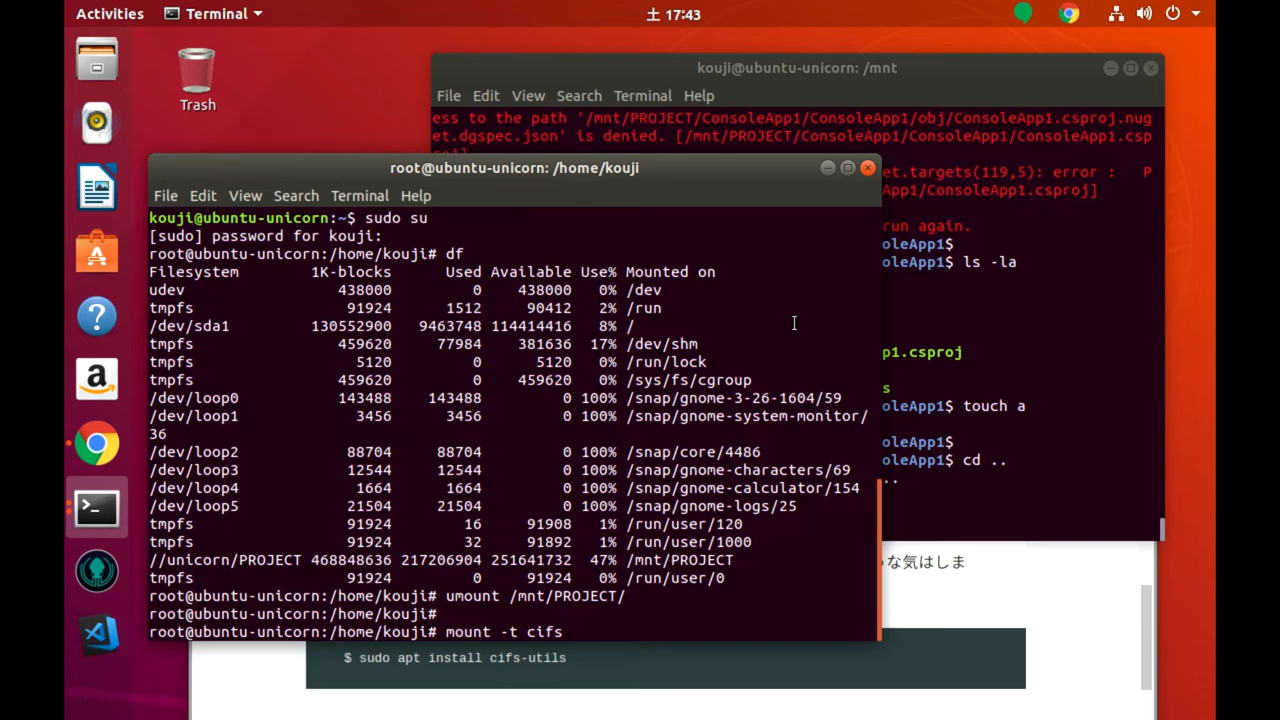 Activities
Terminal
土 17:43
Trash
kouji@ubuntu-unicorn: /mnt
File Edit View Search Terminal Help
ess to the path '/mnt/PROJECT/ConsoleApp1/ConsoleApp1/obj/ConsoleApp1.csproj.nug
et.dgspec.json' is denied. [/mnt/PROJECT/ConsoleApp1/ConsoleApp1/ConsoleApp1.csp
et.targets(119,5): error : P
App1/ConsoleApp1.csproj]
run again.
oleApp1$
oleApp1$ ls -la
p1.csproj
s
oleApp1$ touch a
oleApp1$
oleApp1$ cd ..
..
root@ubuntu-unicorn: /home/kouji
File Edit View Search Terminal Help
kouji@ubuntu-unicorn:~$ sudo su
[sudo] password for kouji:
root@ubuntu-unicorn:/home/kouji# df
Filesystem 1K-blocks Used Available Use% Mounted on
udev 438000 0 438000 0% /dev
tmpfs 91924 1512 90412 2% /run
/dev/sda1 130552900 9463748 114414416 8% /
tmpfs 459620 77984 381636 17% /dev/shm
tmpfs 5120 0 5120 0% /run/lock
tmpfs 459620 0 459620 0% /sys/fs/cgroup
/dev/loop0 143488 143488 0 100% /snap/gnome-3-26-1604/59
/dev/loop1 3456 3456 0 100% /snap/gnome-system-monitor/
36
/dev/loop2 88704 88704 0 100% /snap/core/4486
/dev/loop3 12544 12544 0 100% /snap/gnome-characters/69
/dev/loop4 1664 1664 0 100% /snap/gnome-calculator/154
/dev/loop5 21504 21504 0 100% /snap/gnome-logs/25
tmpfs 91924 16 91908 1% /run/user/120
tmpfs 91924 32 91892 1% /run/user/1000
//unicorn/PROJECT 468848636 217206904 251641732 47% /mnt/PROJECT
tmpfs 91924 0 91924 0% /run/user/0
root@ubuntu-unicorn:/home/kouji# umount /mnt/PROJECT/
root@ubuntu-unicorn:/home/kouji#
root@ubuntu-unicorn:/home/kouji# mount -t cifs
な気はしま
$ sudo apt install cifs-utils